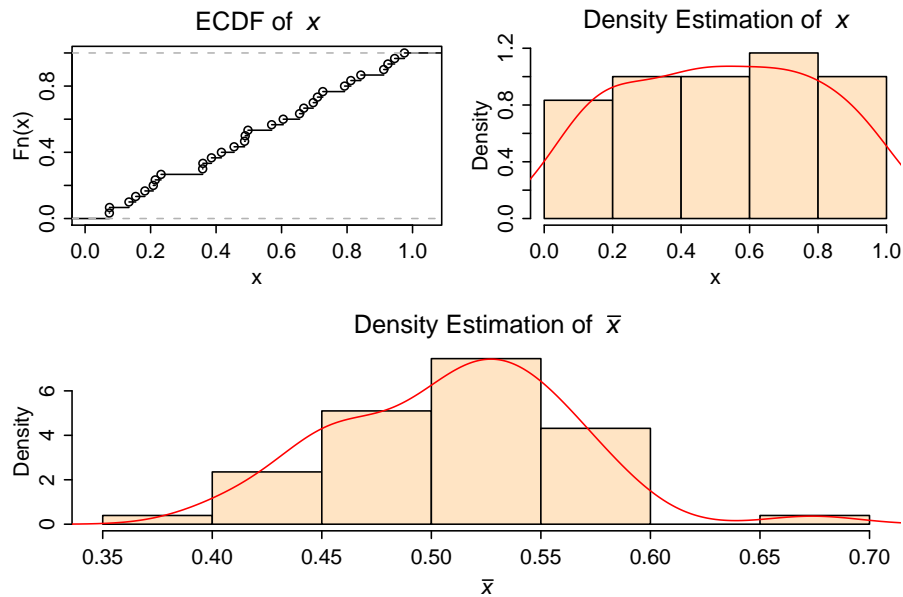 ECDF of x
Fn(x)
0.0 0.4 0.8
0.0 0.2 0.4 0.6 0.8 1.0
x
Density Estimation of x
Density
0.0 0.4 0.8 1.2
0.0 0.2 0.4 0.6 0.8 1.0
x
Density Estimation of x̅
Density
0 2 4 6
0.35 0.40 0.45 0.50 0.55 0.60 0.65 0.70
x̅